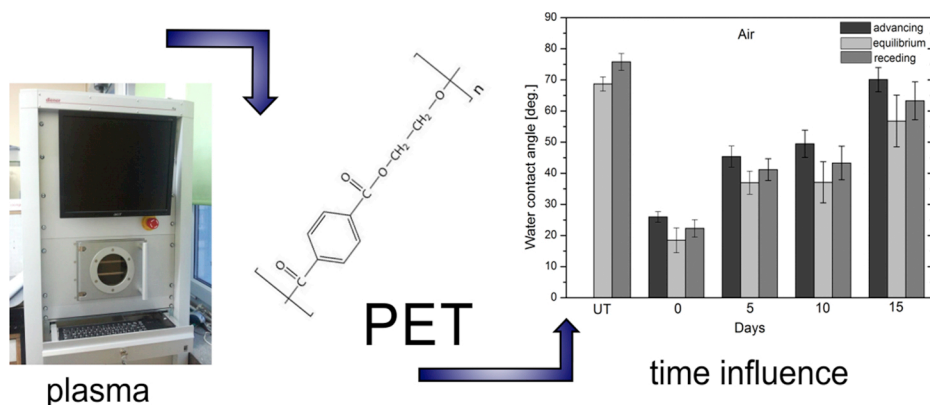 plasma
O
n
CH2
CH2
O
O
C
O
C
PET
Air
advancing
equilibrium
receding
Water contact angle [deg.]
90
80
70
60
50
40
30
20
10
0
UT 0 5 10 15
Days
time influence